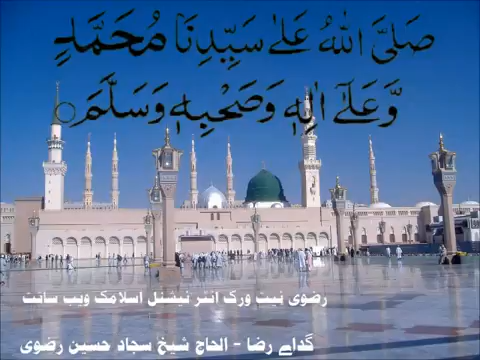 صَلَّی اللهُ عَلٰی سَیِّدِنَا مُحَمَّدٍ
وَّعَلٰٓی اٰلِهٖ وَصَحْبِهٖ وَسَلَّمَ
رضوی نیٹ ورک انٹر نیشنل اسلامک ویب سائٹ
گدائے رضا - الحاج شیخ سجاد حسین رضوی